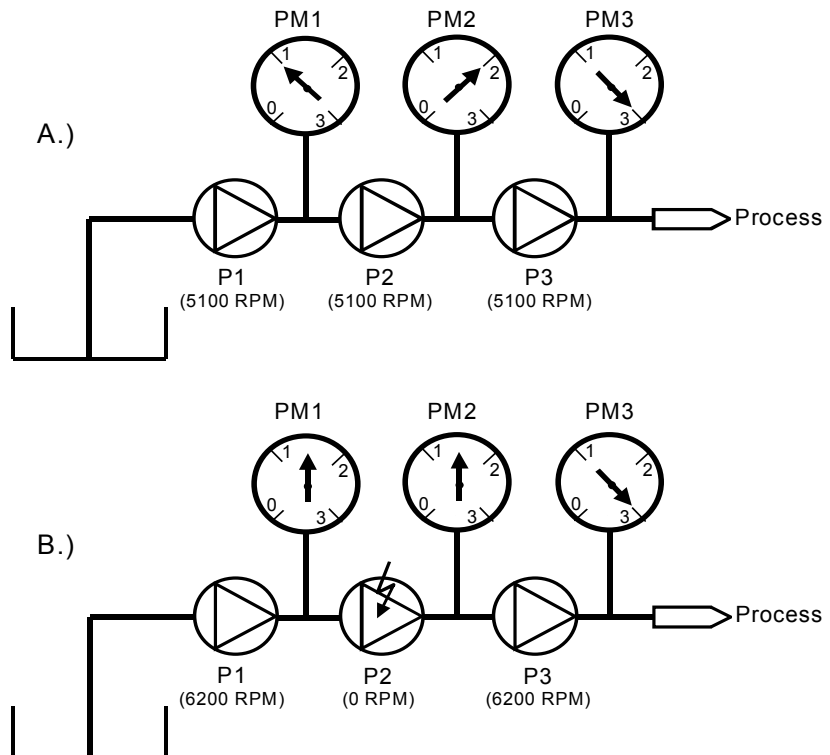 PM1 PM2 PM3
1 2 0 3
1 2 0 3
1 2 0 3
A.)
Process
P1 P2 P3
(5100 RPM) (5100 RPM) (5100 RPM)
PM1 PM2 PM3
1 2 0 3
1 2 0 3
1 2 0 3
B.)
Process
P1 P2 P3
(6200 RPM) (0 RPM) (6200 RPM)